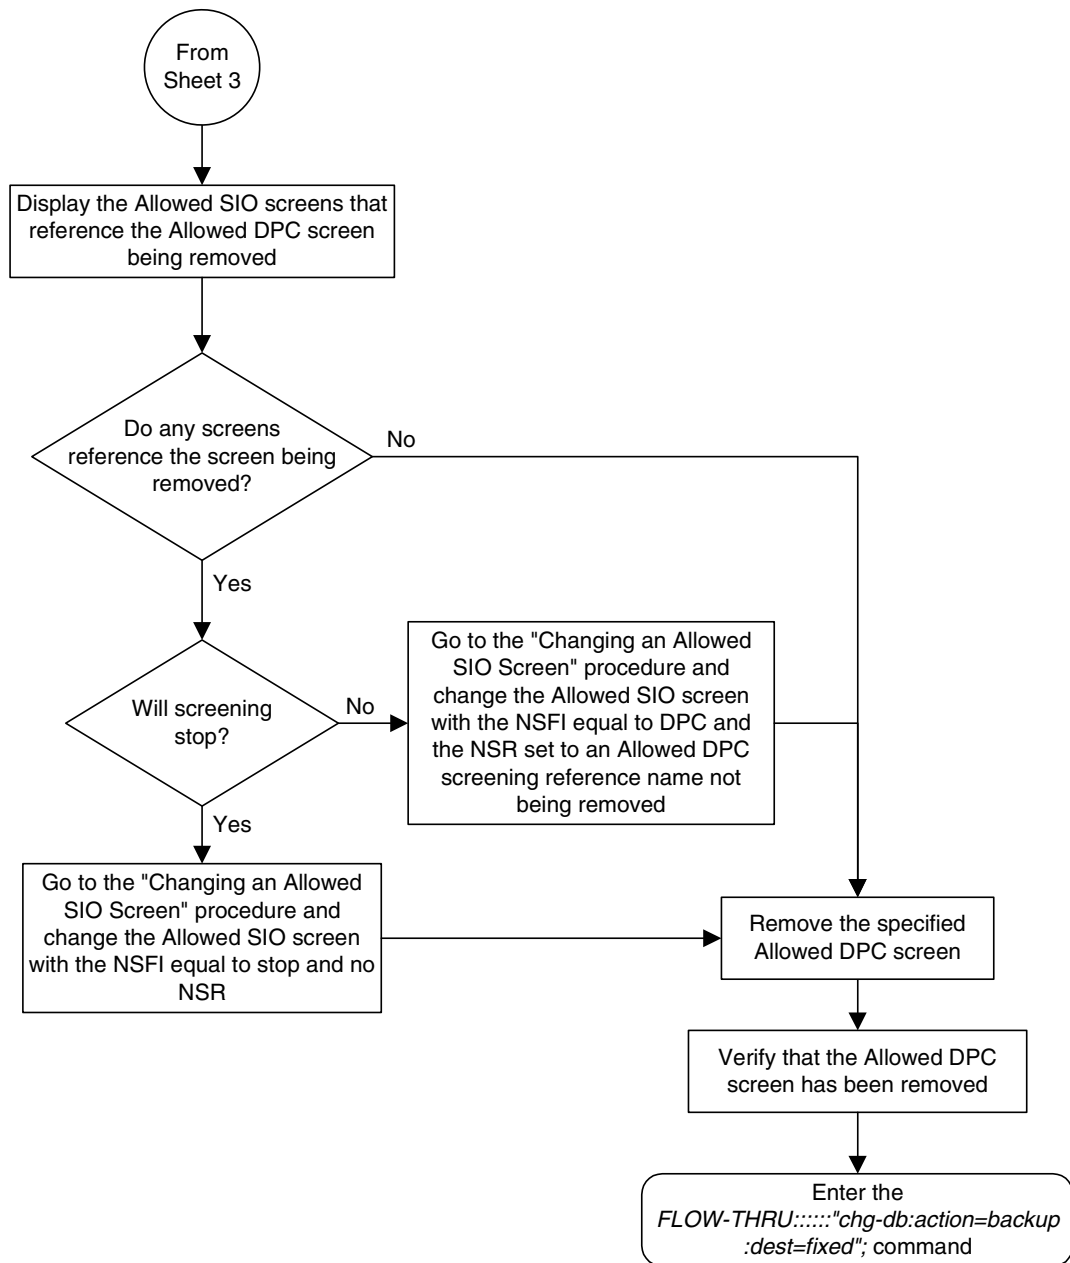 From
Sheet 3
Display the Allowed SIO screens that
reference the Allowed DPC screen
being removed
Do any screens
reference the screen being
removed?
No
Yes
Will screening
stop?
No
Go to the "Changing an Allowed
SIO Screen" procedure and
change the Allowed SIO screen
with the NSFI equal to DPC and
the NSR set to an Allowed DPC
screening reference name not
being removed
Yes
Go to the "Changing an Allowed
SIO Screen" procedure and
change the Allowed SIO screen
with the NSFI equal to stop and no
NSR
Remove the specified
Allowed DPC screen
Verify that the Allowed DPC
screen has been removed
Enter the
FLOW-THRU::::::"chg-db:action=backup
:dest=fixed"; command